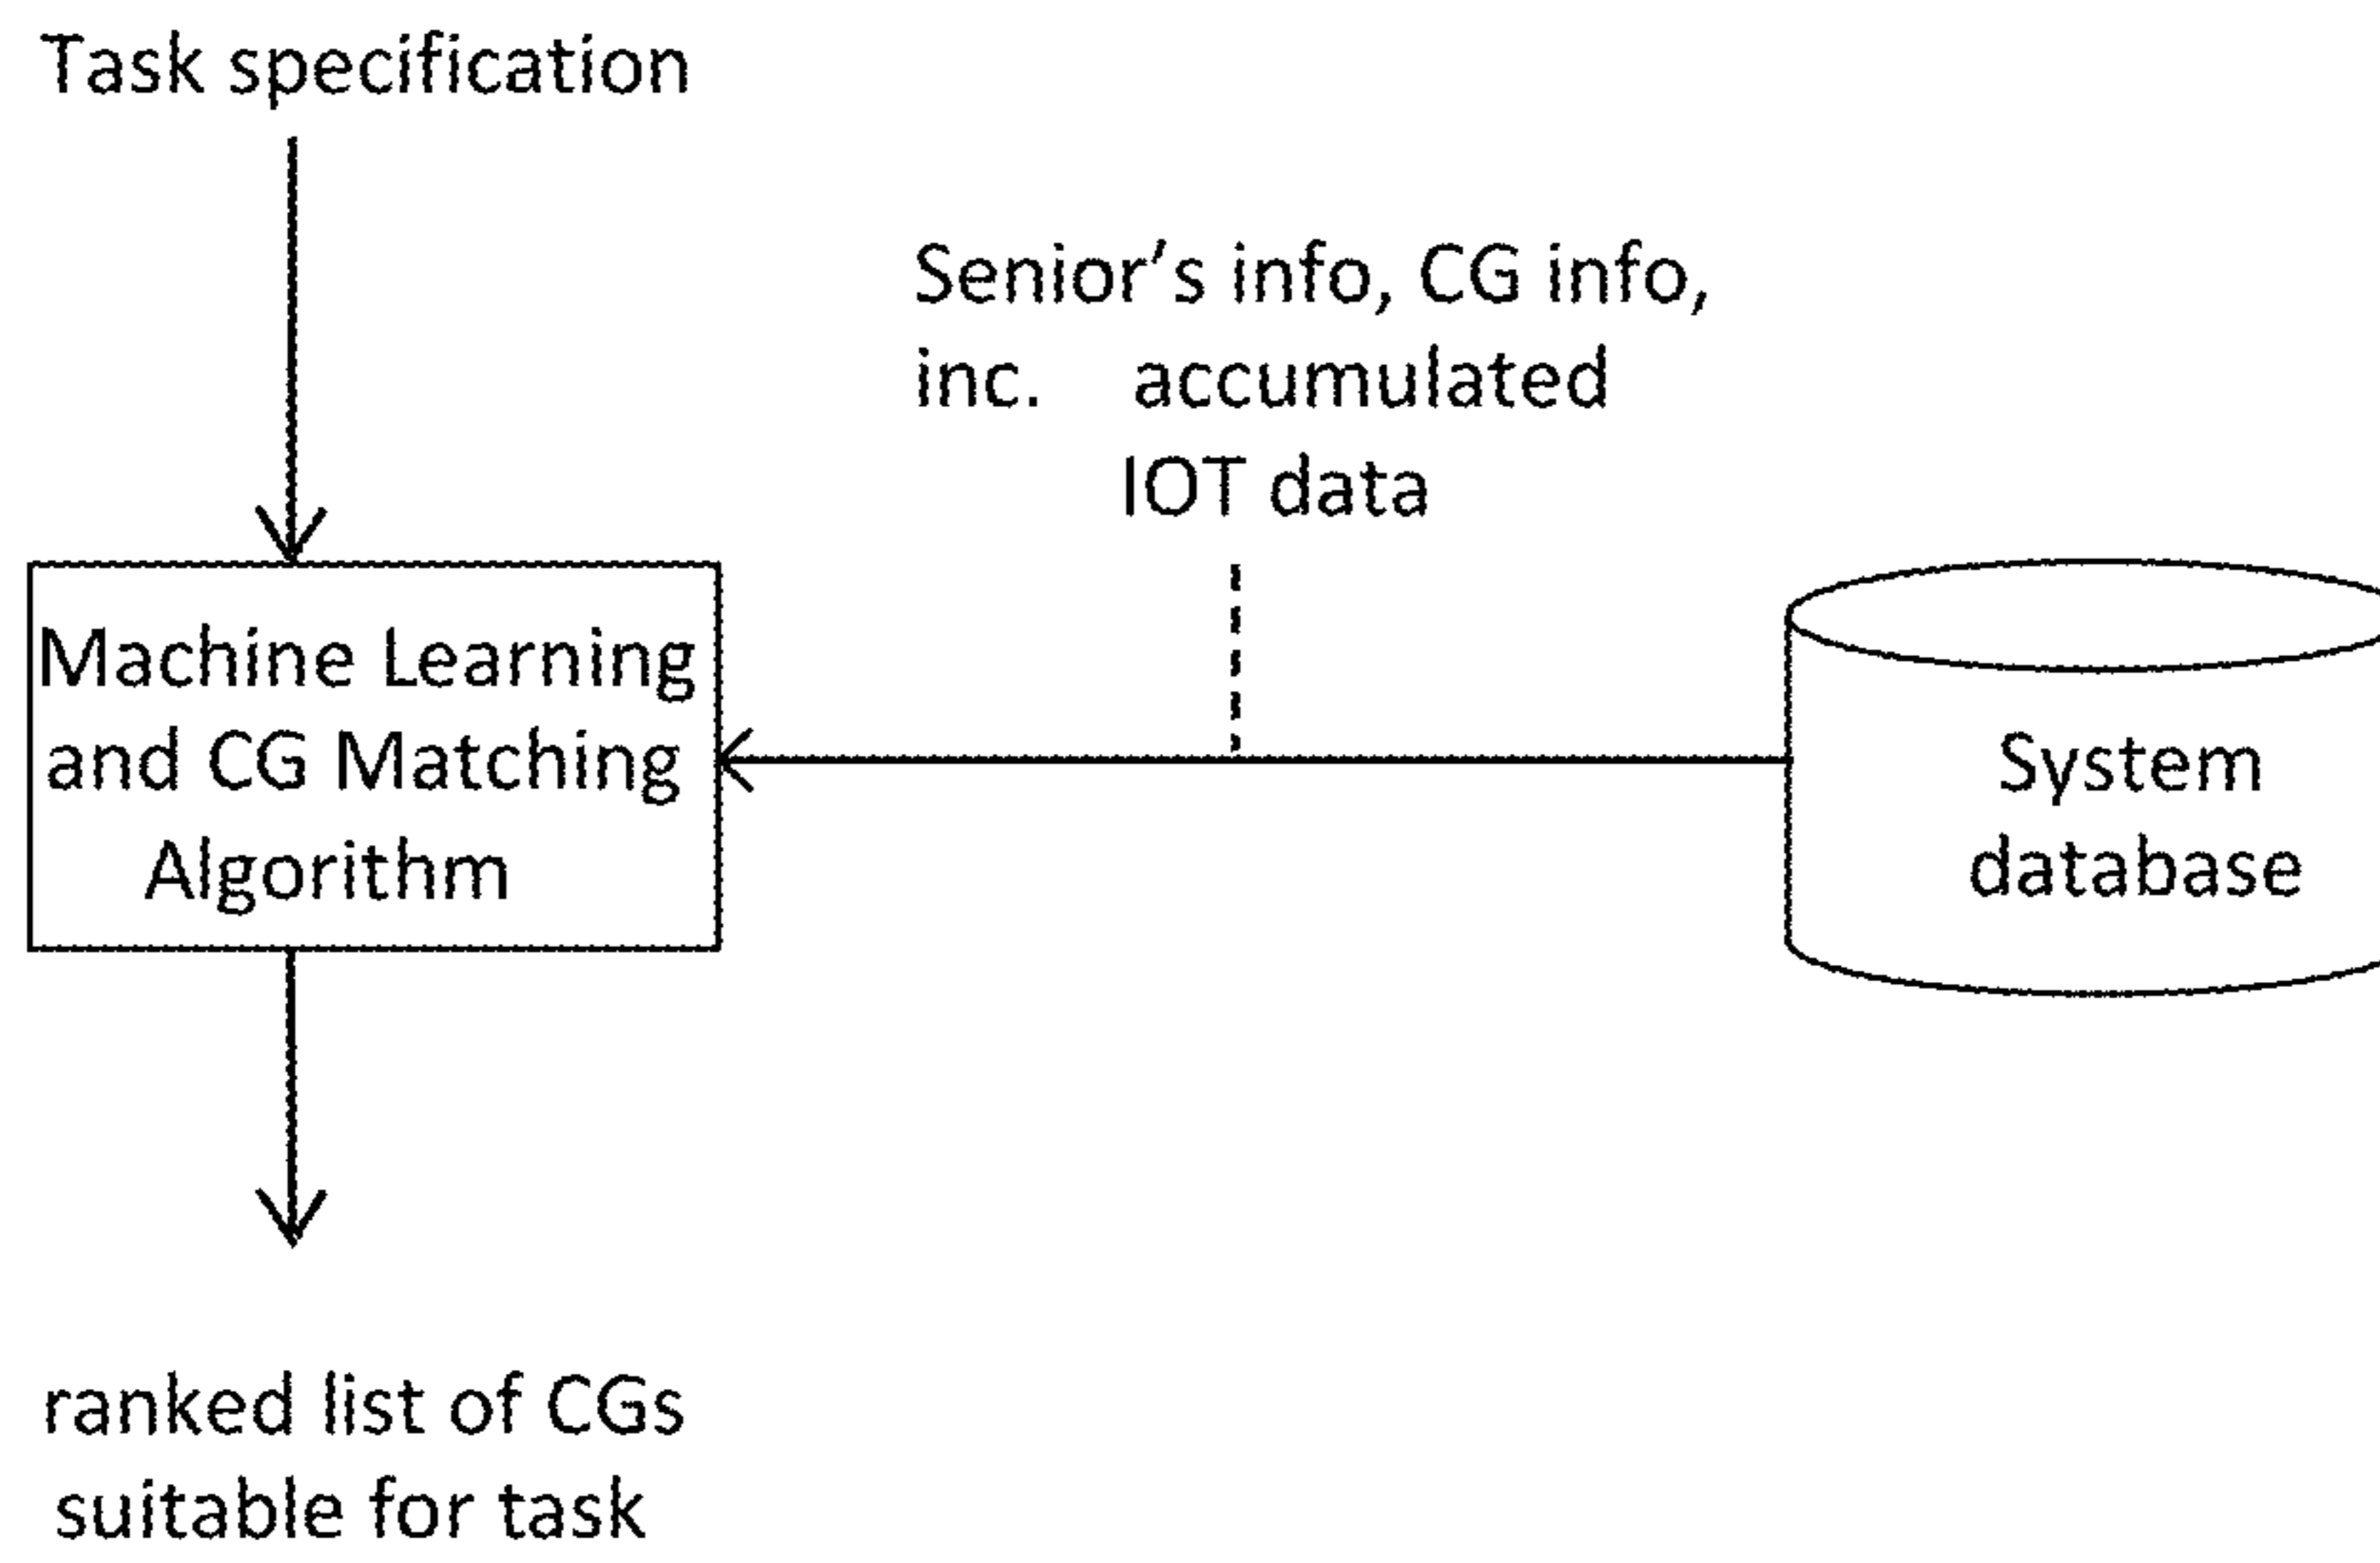 Task specification
Senior's info, CG info,
inc. accumulated
IOT data
Machine Learning
and CG Matching
Algorithm
System
database
ranked list of CGs
suitable for task